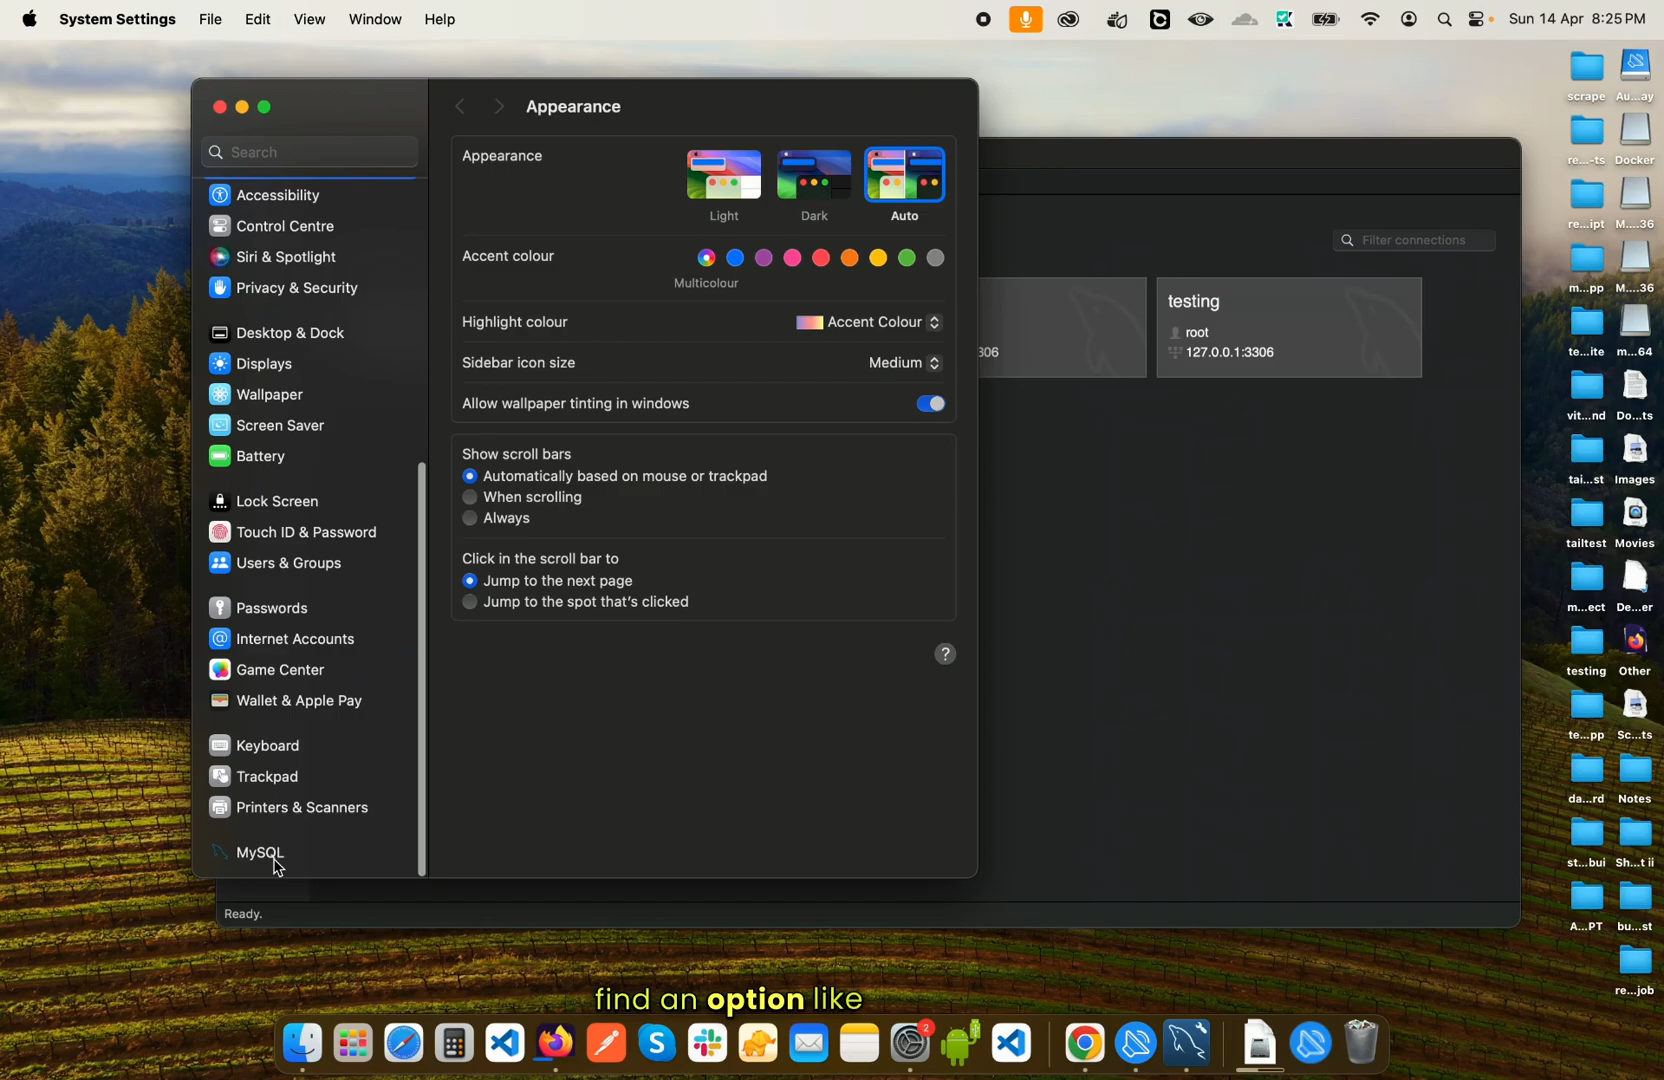 System Settings File Edit View Window Help
Sun 14 Apr 8:25 PM
Search
Accessibility
Control Centre
Siri & Spotlight
Privacy & Security
Desktop & Dock
Displays
Wallpaper
Screen Saver
Battery
Lock Screen
Touch ID & Password
Users & Groups
Passwords
Internet Accounts
Game Center
Wallet & Apple Pay
Keyboard
Trackpad
Printers & Scanners
MySQL
Appearance
Appearance
Light Dark Auto
Accent colour
Multicolour
Highlight colour Accent Colour
Sidebar icon size Medium
Allow wallpaper tinting in windows
Show scroll bars
Automatically based on mouse or trackpad
When scrolling
Always
Click in the scroll bar to
Jump to the next page
Jump to the spot that's clicked
?
Filter connections
306
testing
root
127.0.0.1:3306
Ready.
scrape Au...ay
re...-ts Docker
re...ipt M....36
m...pp M....36
te...ite m...64
vit...nd Do...ts
tai...st Images
tailtest Movies
m...ect De...er
testing Other
te...pp Sc...ts
da...rd Notes
st...bui Sh...t ii
A...PT bu...st
re...job
find an option like
2